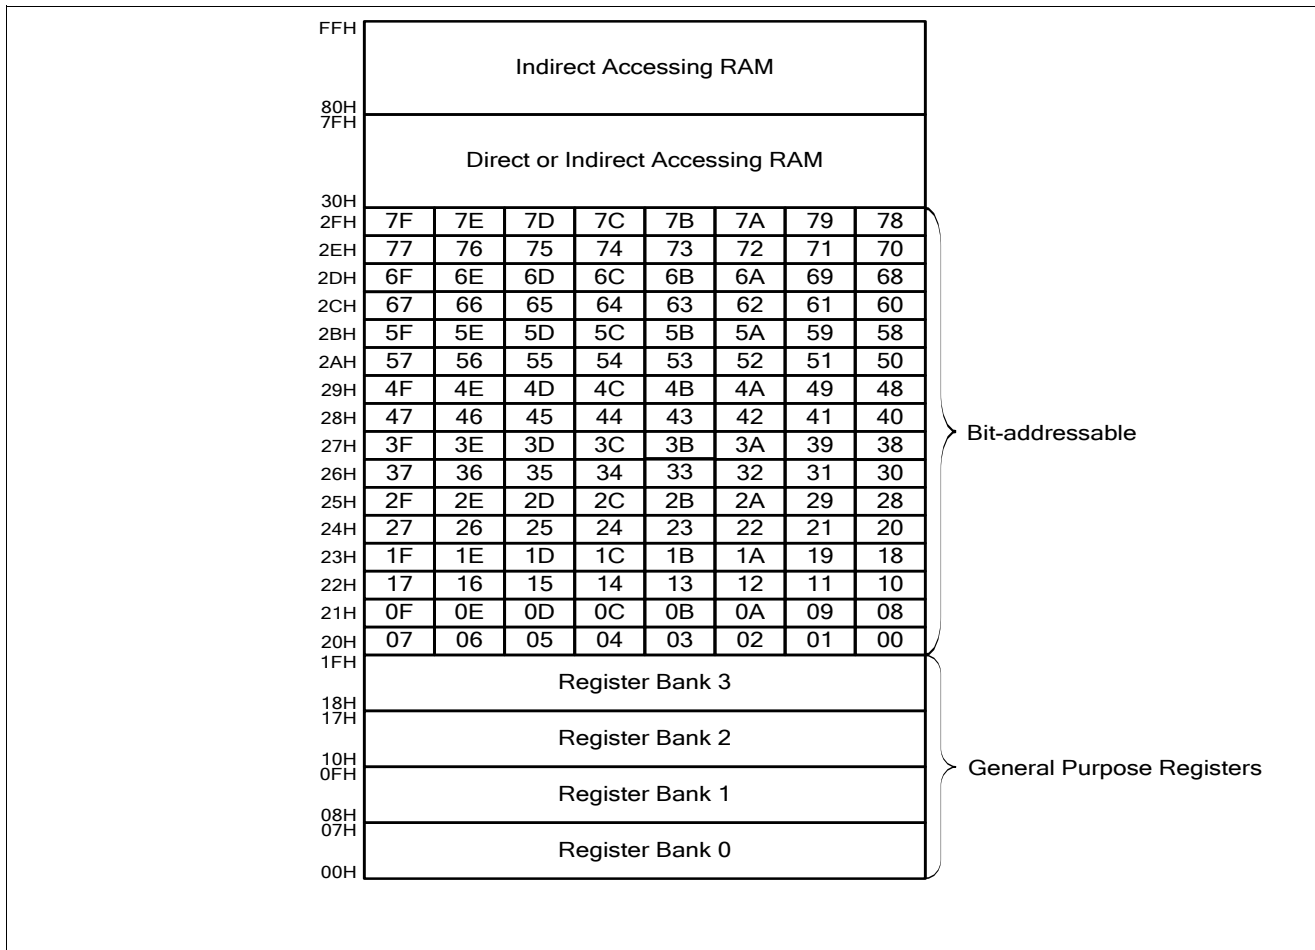 FFH
Indirect Accessing RAM
80H
7FH
Direct or Indirect Accessing RAM
30H
2FH 7F 7E 7D 7C 7B 7A 79 78
2EH 77 76 75 74 73 72 71 70
2DH 6F 6E 6D 6C 6B 6A 69 68
2CH 67 66 65 64 63 62 61 60
2BH 5F 5E 5D 5C 5B 5A 59 58
2AH 57 56 55 54 53 52 51 50
29H 4F 4E 4D 4C 4B 4A 49 48
28H 47 46 45 44 43 42 41 40
Bit-addressable
27H 3F 3E 3D 3C 3B 3A 39 38
26H 37 36 35 34 33 32 31 30
25H 2F 2E 2D 2C 2B 2A 29 28
24H 27 26 25 24 23 22 21 20
23H 1F 1E 1D 1C 1B 1A 19 18
22H 17 16 15 14 13 12 11 10
21H 0F 0E 0D 0C 0B 0A 09 08
20H 07 06 05 04 03 02 01 00
1FH
Register Bank 3
18H
17H
Register Bank 2
10H
General Purpose Registers
0FH
Register Bank 1
08H
07H
Register Bank 0
00H